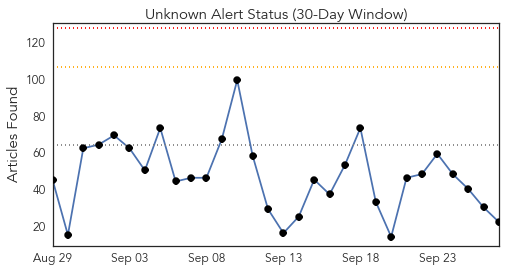 Unknown Alert Status (30-Day Window)
Articles Found
120
100
80
60
40
20
Aug 29 Sep 03 Sep 08 Sep 13 Sep 18 Sep 23